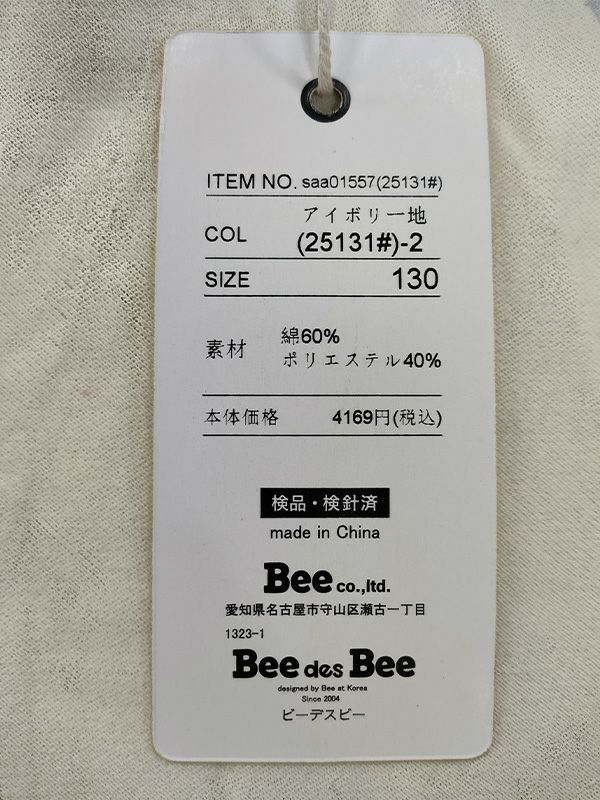 ITEM NO. saa01557(25131#)
アイボリー地
COL (25131#)-2
SIZE 130
綿60%
素材
ポリエステル40%
本体価格 4169円(税込)
検品・検針済
made in China
Bee co.,ltd.
愛知県名古屋市守山区瀬古一丁目
1323-1
Bee des Bee
designed by Bee at Korea
Since 2004
ビーデスビー